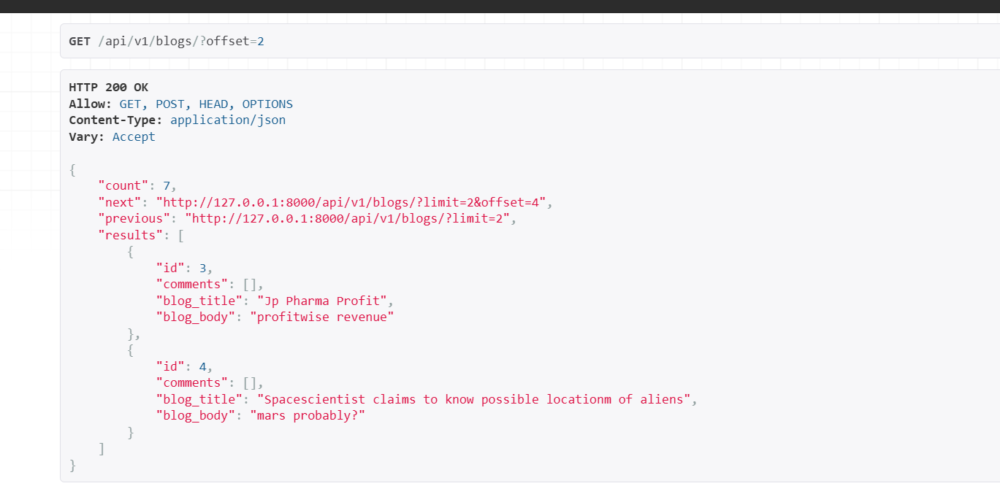 GET /api/v1/blogs/?offset=2
HTTP 200 OK
Allow: GET, POST, HEAD, OPTIONS
Content-Type: application/json
Vary: Accept
{
    "count": 7,
    "next": "http://127.0.0.1:8000/api/v1/blogs/?limit=2&offset=4",
    "previous": "http://127.0.0.1:8000/api/v1/blogs/?limit=2",
    "results": [
        {
            "id": 3,
            "comments": [],
            "blog_title": "Jp Pharma Profit",
            "blog_body": "profitwise revenue"
        },
        {
            "id": 4,
            "comments": [],
            "blog_title": "Spacescientist claims to know possible locationm of aliens",
            "blog_body": "mars probably?"
        }
    ]
}